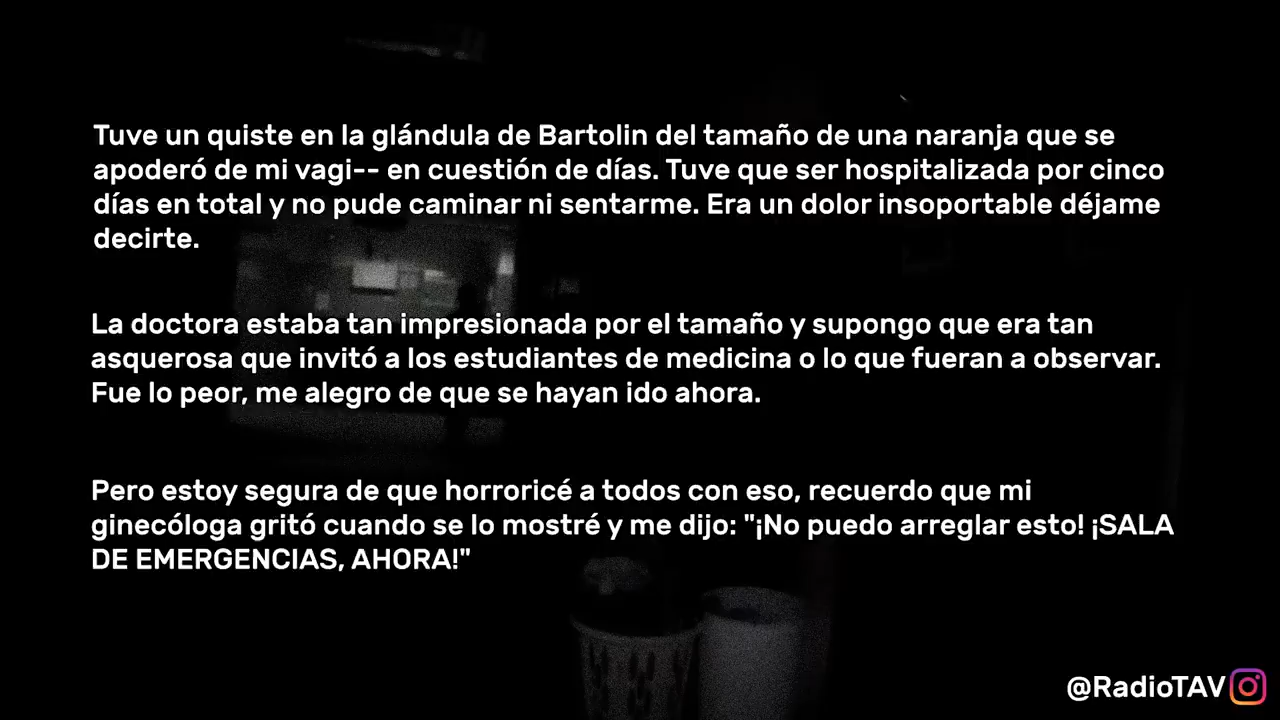 Tuve un quiste en la glándula de Bartolin del tamaño de una naranja que se
apoderó de mi vagi-- en cuestión de días. Tuve que ser hospitalizada por cinco
días en total y no pude caminar ni sentarme. Era un dolor insoportable déjame
decirte.
La doctora estaba tan impresionada por el tamaño y supongo que era tan
asquerosa que invitó a los estudiantes de medicina o lo que fueran a observar.
Fue lo peor, me alegro de que se hayan ido ahora.
Pero estoy segura de que horroricé a todos con eso, recuerdo que mi
ginecóloga gritó cuando se lo mostré y me dijo: "¡No puedo arreglar esto! ¡SALA
DE EMERGENCIAS, AHORA!"
@RadioTAV